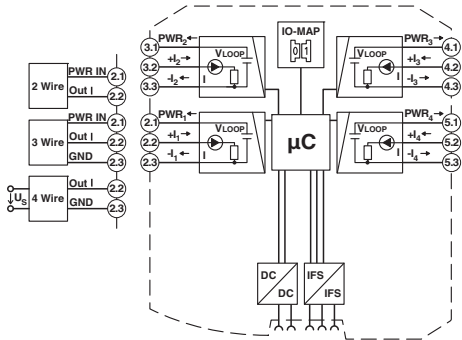 IO-MAP
0 1
3.1 PWR2 ←
3.2 +I2 →
3.3 -I2 ←
VLOOP
I
PWR3 → 4.1
+I3 ← 4.2
-I3 → 4.3
VLOOP
I
2.1 PWR1 ←
2.2 +I1 →
2.3 -I1 ←
VLOOP
I
µC
PWR4 → 5.1
+I4 ← 5.2
-I4 → 5.3
VLOOP
I
2 Wire
PWR IN 2.1
Out I 2.2
3 Wire
PWR IN 2.1
Out I 2.2
GND 2.3
US
4 Wire
Out I 2.2
GND 2.3
DC
DC
IFS
IFS